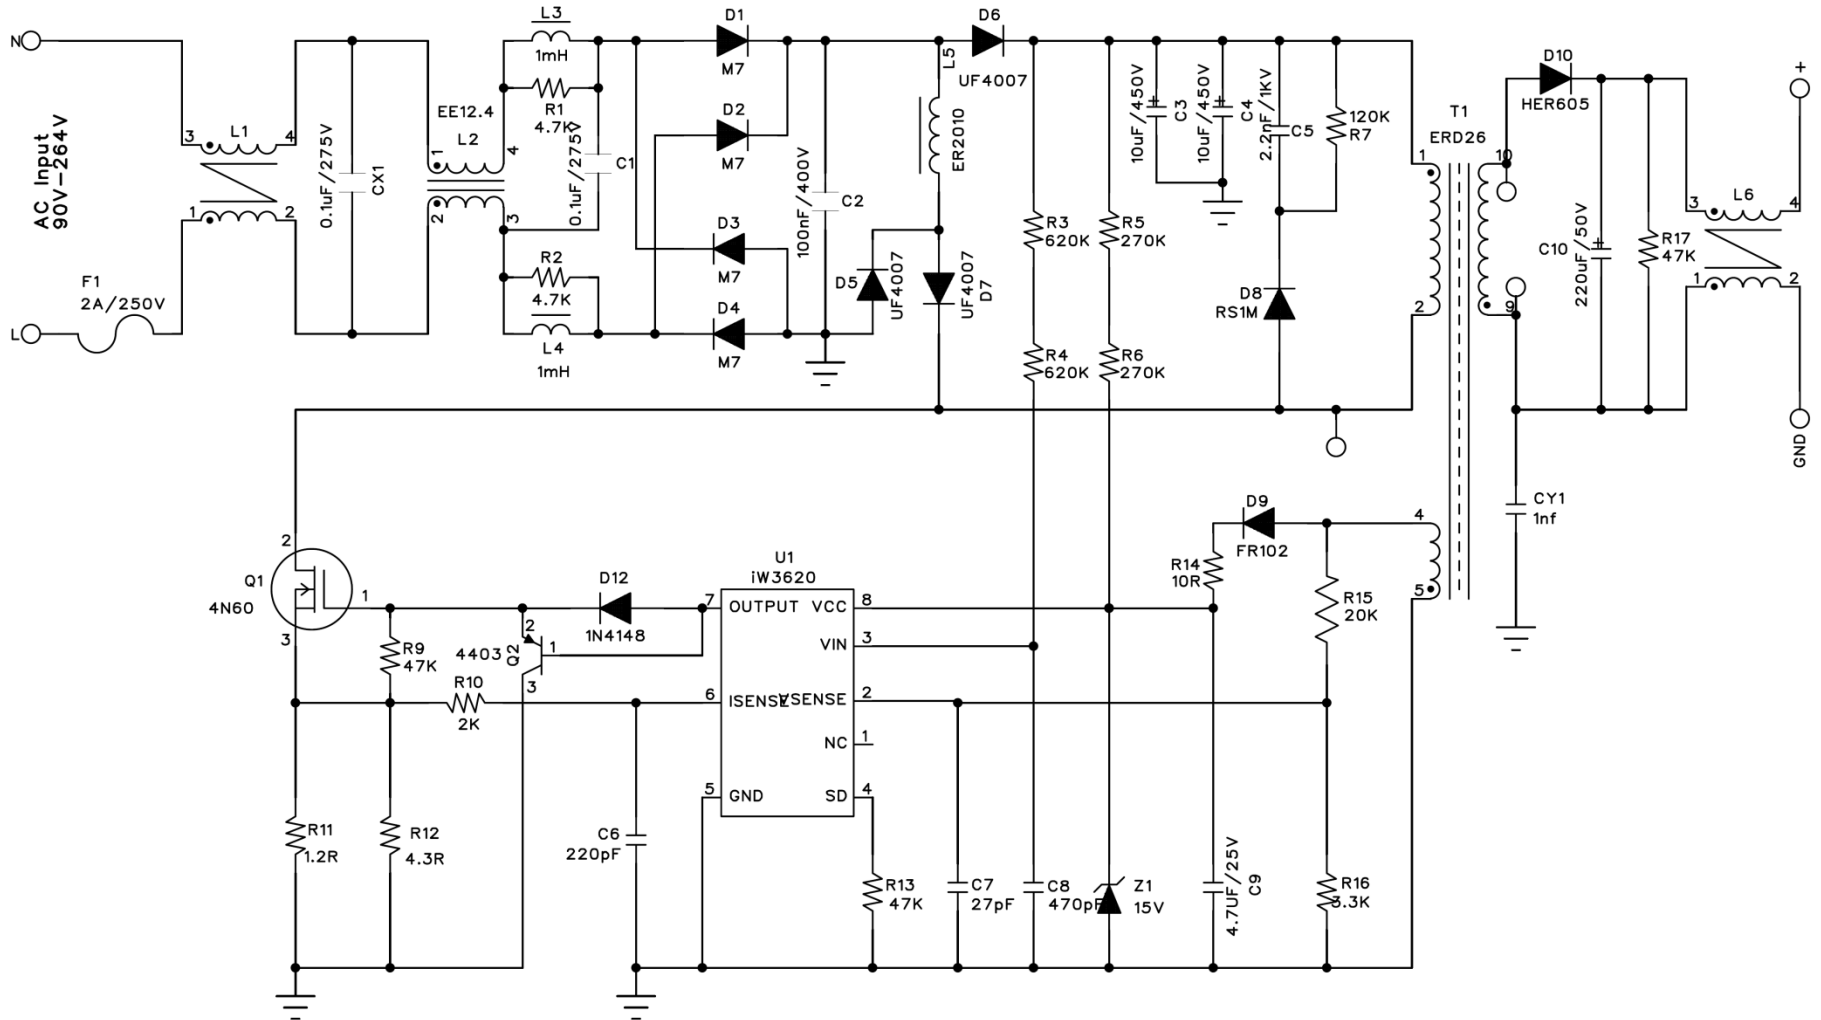 N
AC Input
90V-264V
L
F1
2A/250V
3
L1
4
1
2
0.1uF/275V
CX1
EE12.4
L2
1
4
2
3
L3
1mH
R1
4.7K
0.1uF/275V
C1
R2
4.7K
L4
1mH
D1
M7
D2
M7
D3
M7
D4
M7
100nF/400V
C2
L5
ER2010
D5
UF4007
UF4007
D7
D6
UF4007
R3
620K
R5
270K
R4
620K
R6
270K
10uF/450V
C3
10uF/450V
C4
2.2nF/1KV
C5
120K
R7
D8
RS1M
T1
ERD26
1
2
10
9
4
5
D10
HER605
C10
220uF/50V
R17
47K
3
L6
4
1
2
+
GND
CY1
1nf
2
Q1
4N60
1
3
R9
47K
R10
2K
R11
1.2R
R12
4.3R
D12
1N4148
2
4403
Q2
1
3
C6
220pF
U1
iW3620
7
OUTPUT
VCC
8
VIN
3
6
ISENSE
VSENSE
2
NC
1
5
GND
SD
4
R13
47K
C7
27pF
C8
470pF
Z1
15V
4.7UF/25V
C9
D9
FR102
R14
10R
R15
20K
R16
3.3K